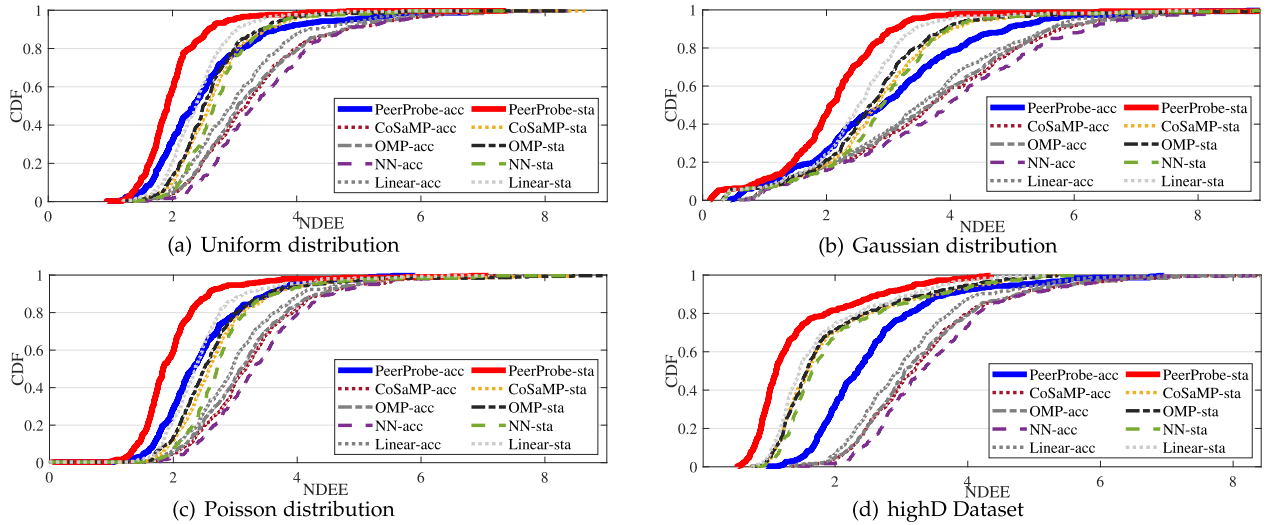 1
0.8
0.6
0.4
0.2
0
CDF
PeerProbe-acc PeerProbe-sta
CoSaMP-acc CoSaMP-sta
OMP-acc OMP-sta
NN-acc NN-sta
Linear-acc Linear-sta
0 2 4 6 8
NDEE
(a) Uniform distribution
1
0.8
0.6
0.4
0.2
0
CDF
PeerProbe-acc PeerProbe-sta
CoSaMP-acc CoSaMP-sta
OMP-acc OMP-sta
NN-acc NN-sta
Linear-acc Linear-sta
0 2 4 6 8
NDEE
(b) Gaussian distribution
1
0.8
0.6
0.4
0.2
0
CDF
PeerProbe-acc PeerProbe-sta
CoSaMP-acc CoSaMP-sta
OMP-acc OMP-sta
NN-acc NN-sta
Linear-acc Linear-sta
0 2 4 6 8
NDEE
(c) Poisson distribution
1
0.8
0.6
0.4
0.2
0
CDF
PeerProbe-acc PeerProbe-sta
CoSaMP-acc CoSaMP-sta
OMP-acc OMP-sta
NN-acc NN-sta
Linear-acc Linear-sta
0 2 4 6 8
NDEE
(d) highD Dataset